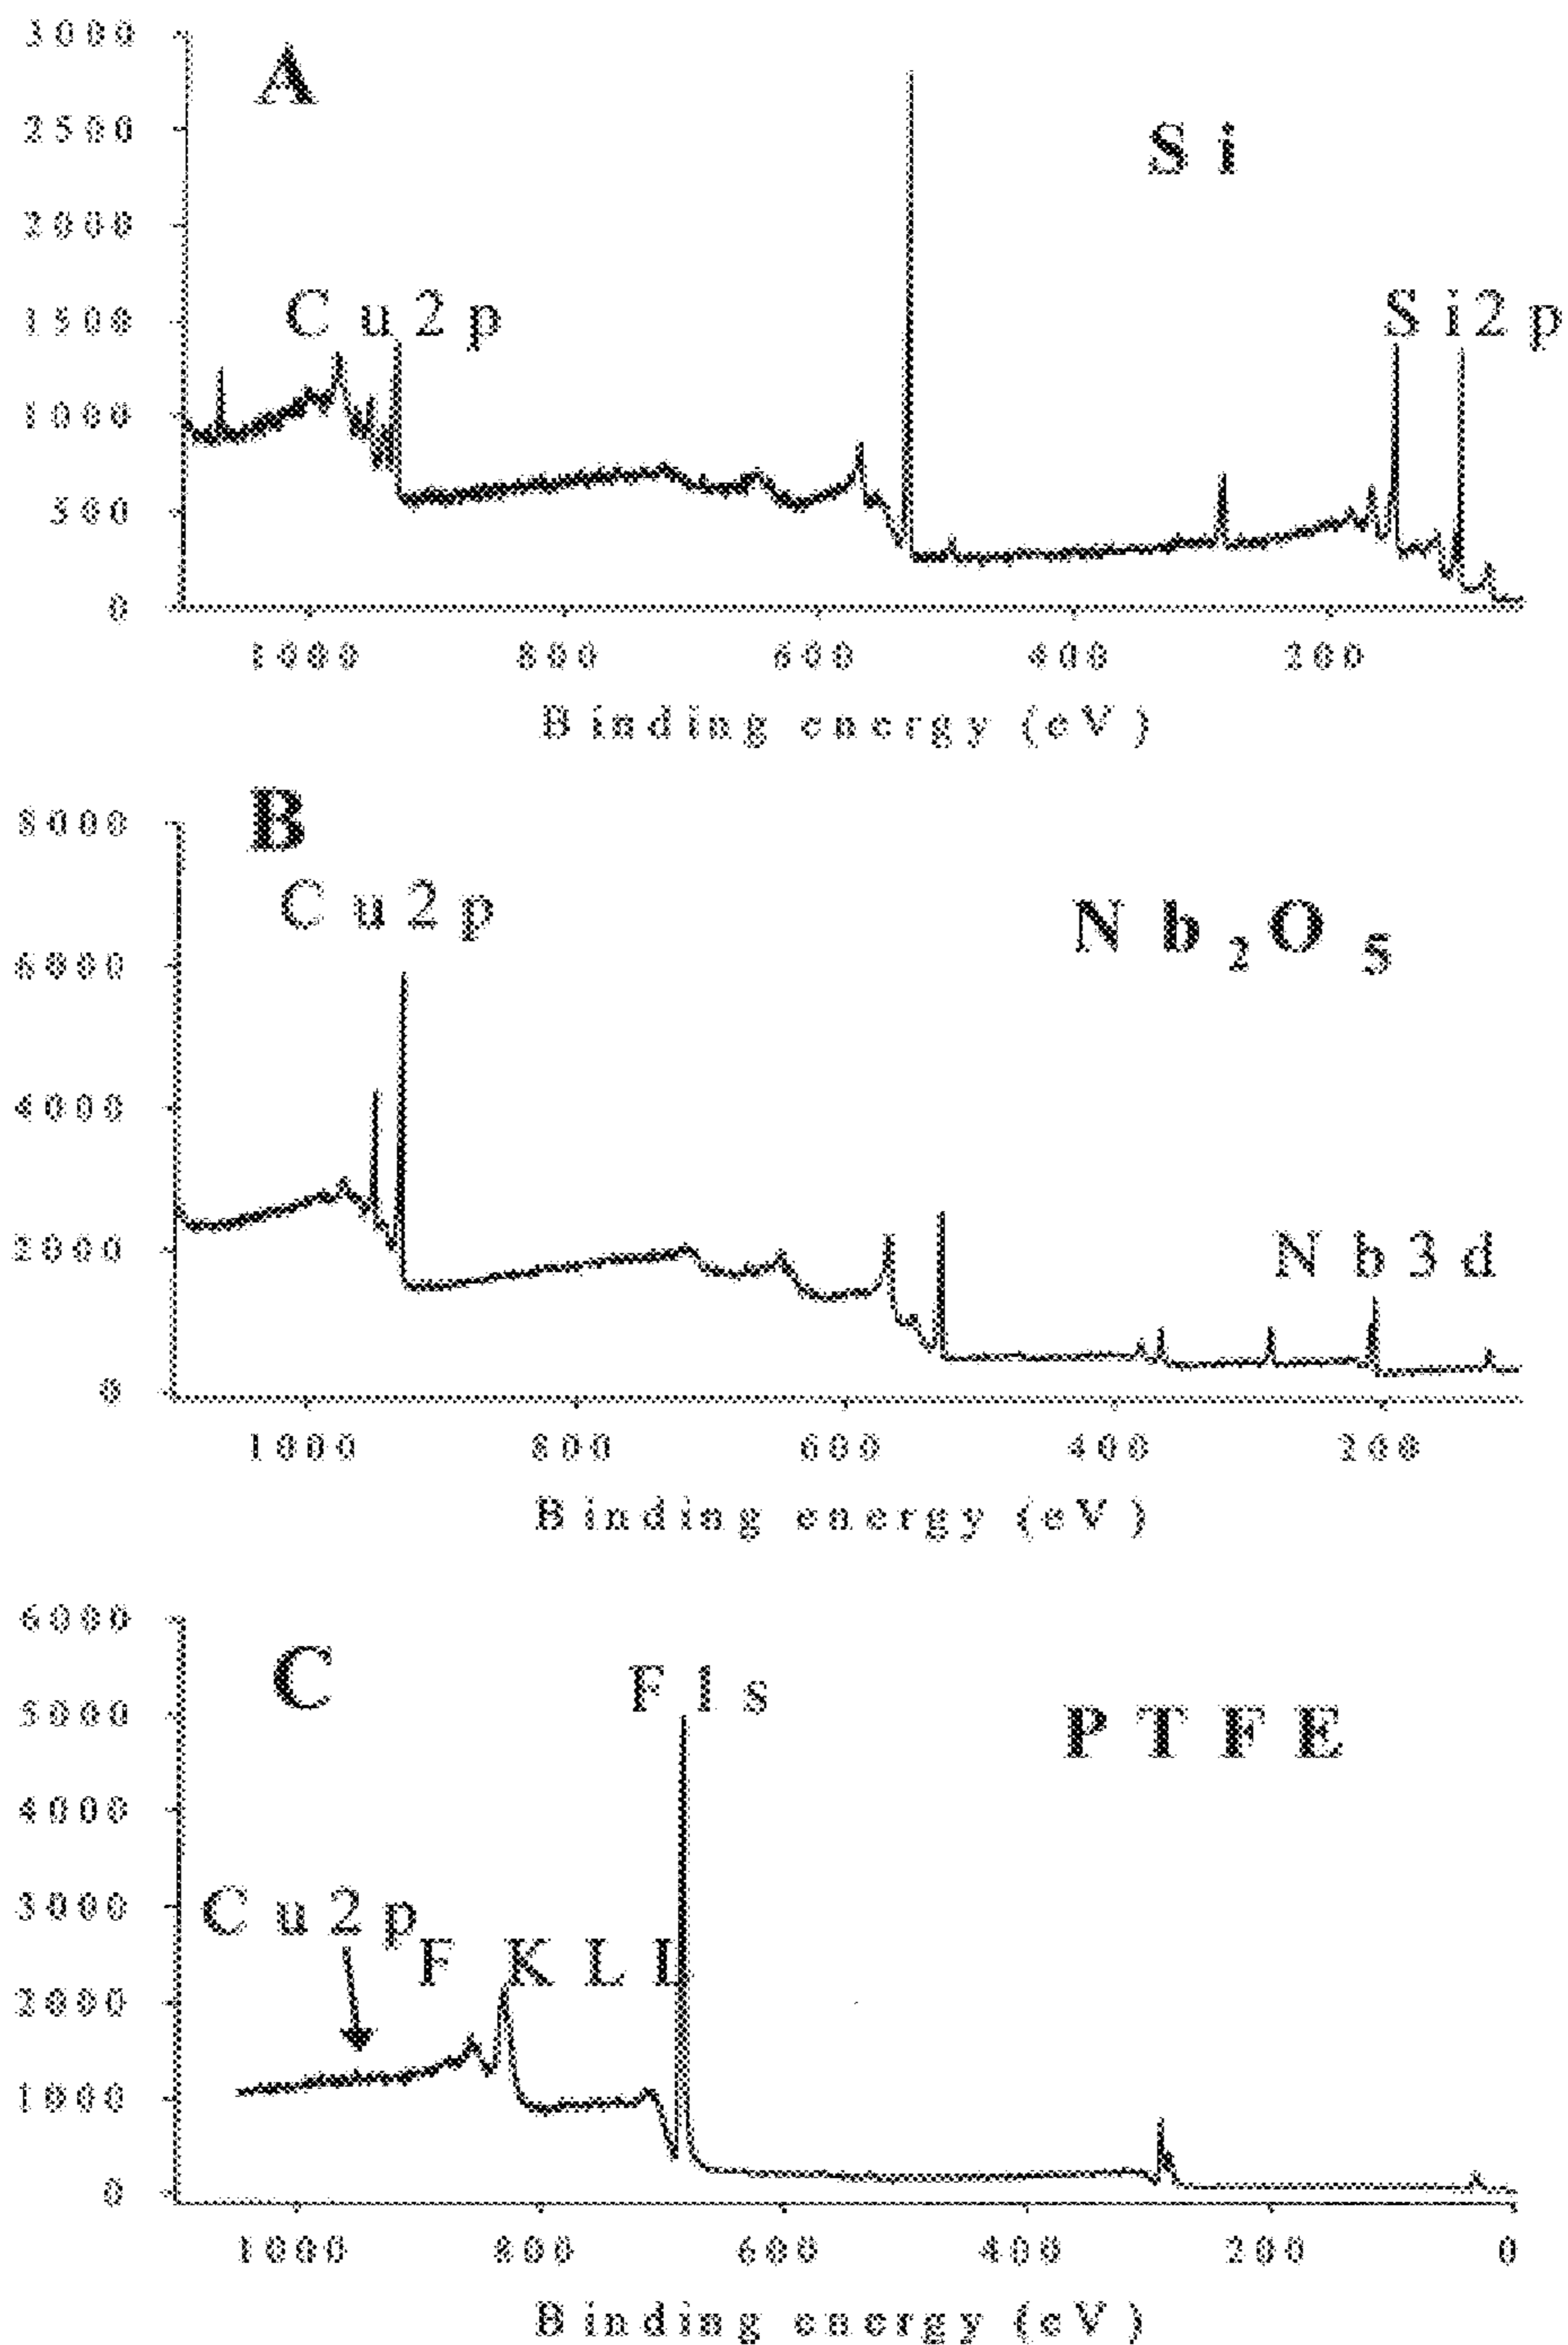 3000
A
2500
Si
2000
Cu2p
Si2p
1500
1000
500
0
1000 800 600 400 200
Binding energy (eV)
8000
B
Cu2p
Nb₂O₅
6000
4000
2000
Nb3d
0
1000 800 600 400 200
Binding energy (eV)
6000
C
F1s
PTFE
5000
4000
3000
Cu2p
F KLL
2000
1000
0
1000 800 600 400 200 0
Binding energy (eV)